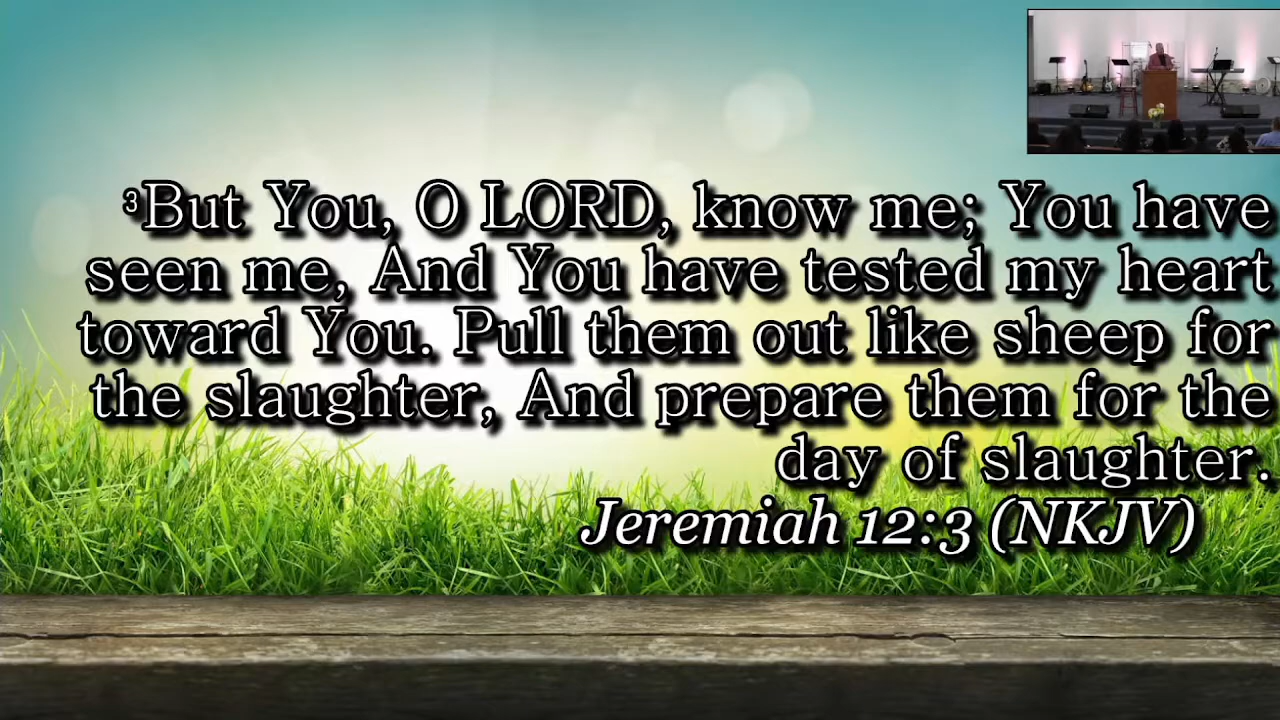 ³But You, O LORD, know me; You have
seen me, And You have tested my heart
toward You. Pull them out like sheep for
the slaughter, And prepare them for the
day of slaughter.
Jeremiah 12:3 (NKJV)